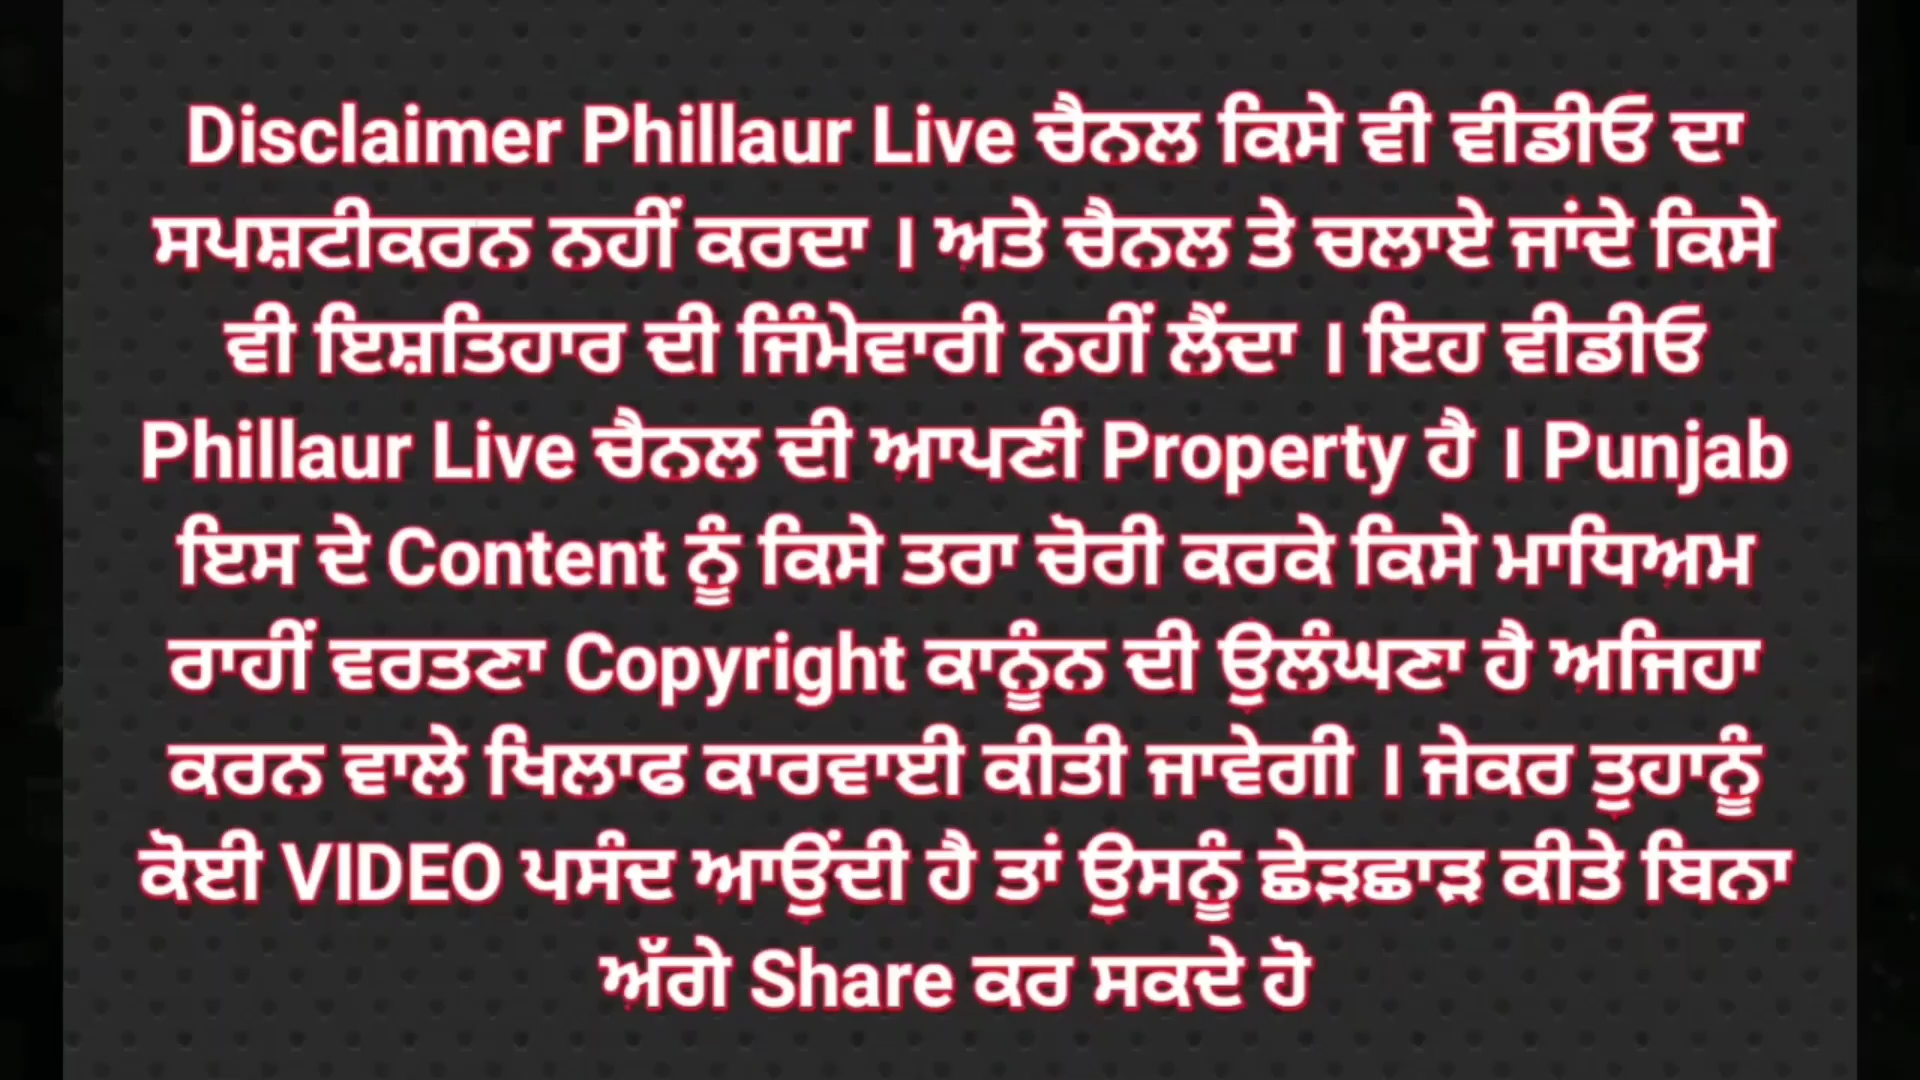 Disclaimer Phillaur Live ਚੈਨਲ ਕਿਸੇ ਵੀ ਵੀਡੀਓ ਦਾ
ਸਪਸ਼ਟੀਕਰਨ ਨਹੀਂ ਕਰਦਾ । ਅਤੇ ਚੈਨਲ ਤੇ ਚਲਾਏ ਜਾਂਦੇ ਕਿਸੇ
ਵੀ ਇਸ਼ਤਿਹਾਰ ਦੀ ਜਿੰਮੇਵਾਰੀ ਨਹੀਂ ਲੈਂਦਾ । ਇਹ ਵੀਡੀਓ
Phillaur Live ਚੈਨਲ ਦੀ ਆਪਣੀ Property ਹੈ । Punjab
ਇਸ ਦੇ Content ਨੂੰ ਕਿਸੇ ਤਰਾ ਚੋਰੀ ਕਰਕੇ ਕਿਸੇ ਮਾਧਿਅਮ
ਰਾਹੀਂ ਵਰਤਣਾ Copyright ਕਾਨੂੰਨ ਦੀ ਉਲੰਘਣਾ ਹੈ ਅਜਿਹਾ
ਕਰਨ ਵਾਲੇ ਖਿਲਾਫ ਕਾਰਵਾਈ ਕੀਤੀ ਜਾਵੇਗੀ । ਜੇਕਰ ਤੁਹਾਨੂੰ
ਕੋਈ VIDEO ਪਸੰਦ ਆਉਂਦੀ ਹੈ ਤਾਂ ਉਸਨੂੰ ਛੇੜਛਾੜ ਕੀਤੇ ਬਿਨਾ
ਅੱਗੇ Share ਕਰ ਸਕਦੇ ਹੋ